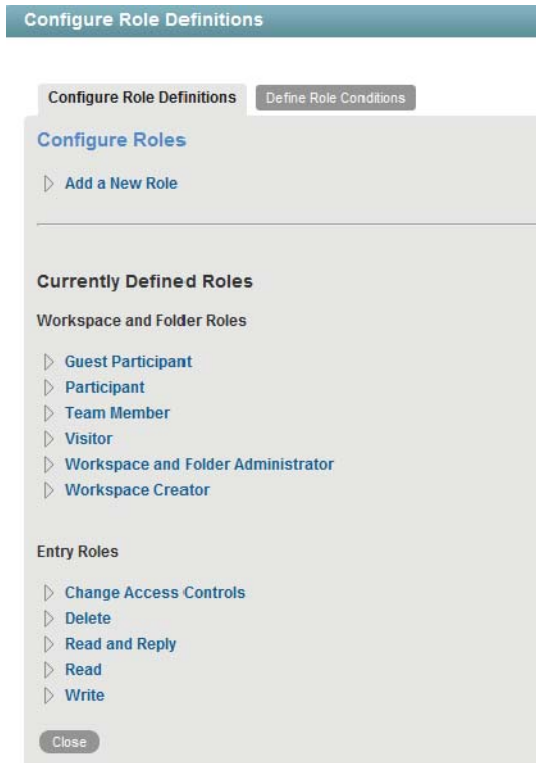 Configure Role Definitions
Configure Role Definitions Define Role Conditions
Configure Roles
Add a New Role
Currently Defined Roles
Workspace and Folder Roles
Guest Participant
Participant
Team Member
Visitor
Workspace and Folder Administrator
Workspace Creator
Entry Roles
Change Access Controls
Delete
Read and Reply
Read
Write
Close